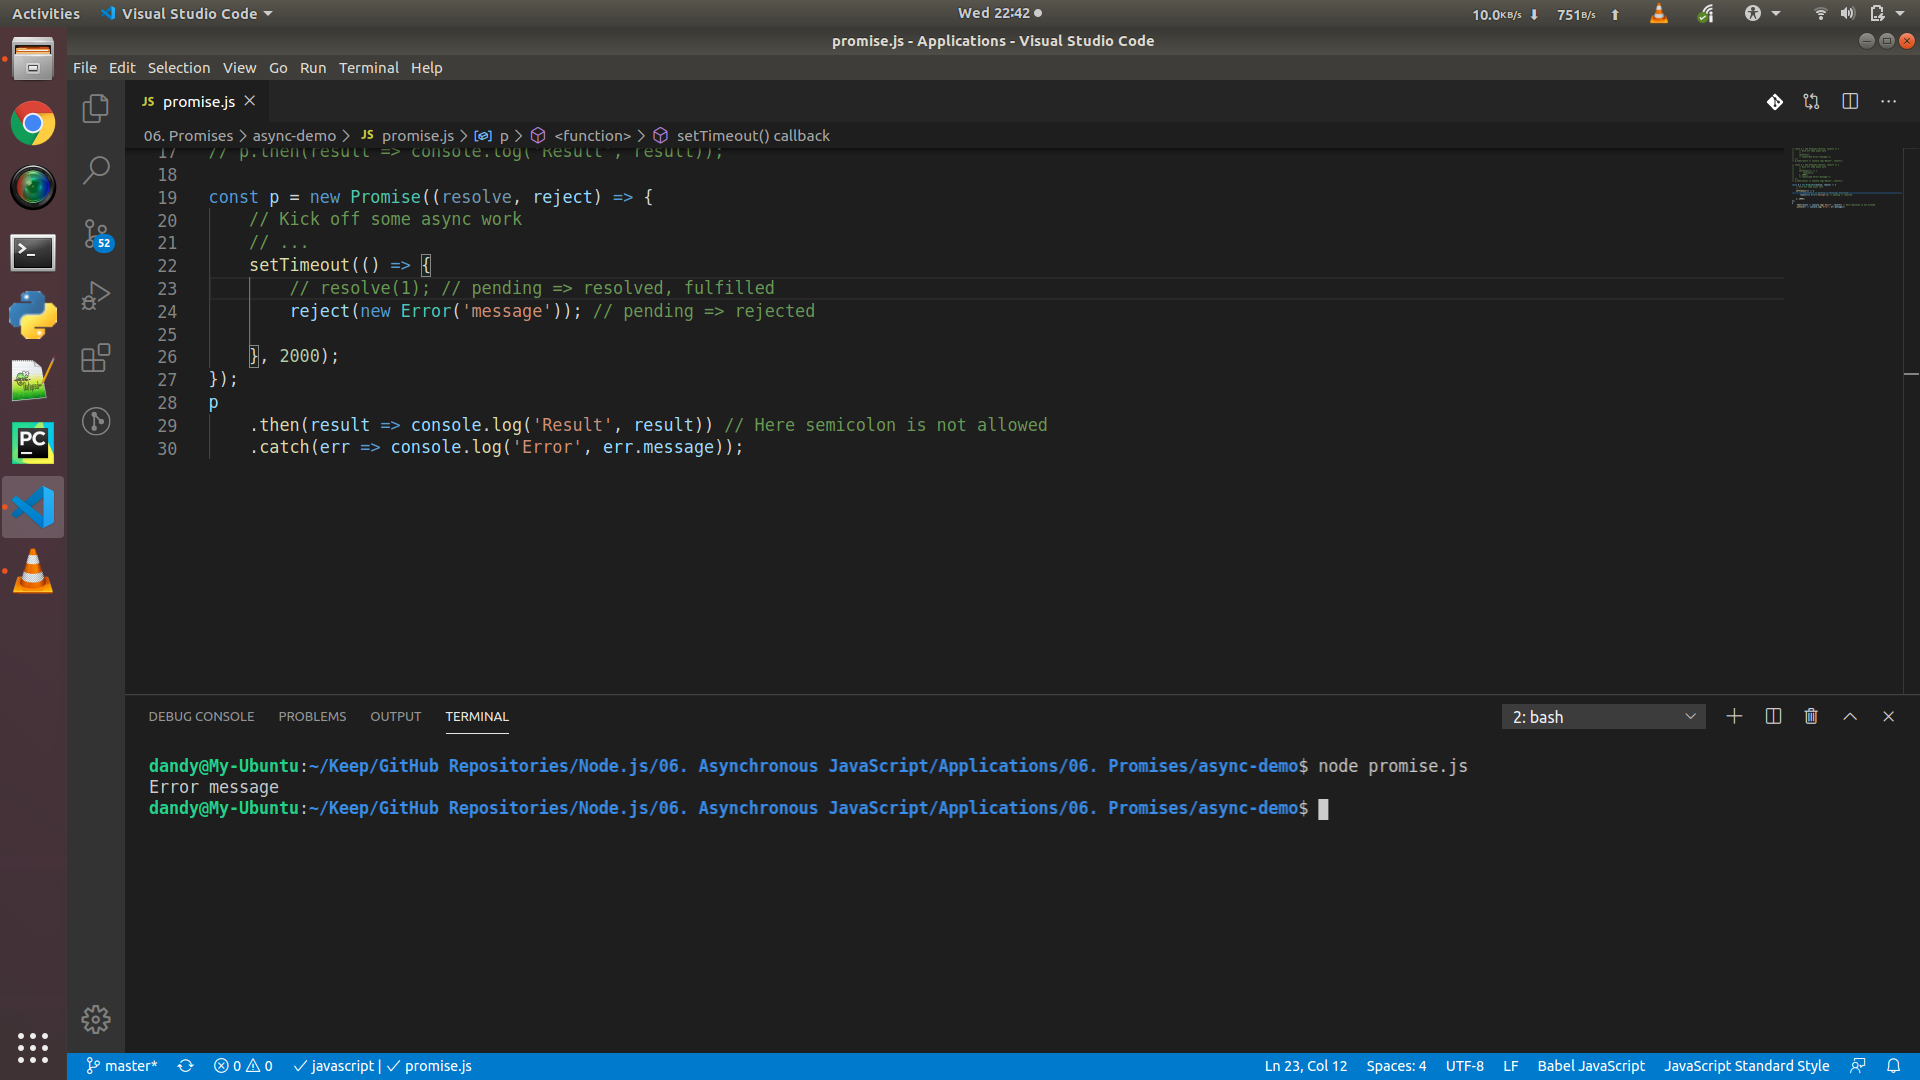 Activities Visual Studio Code Wed 22:42 10.0KB/s 751B/s
promise.js - Applications - Visual Studio Code
File Edit Selection View Go Run Terminal Help
JS promise.js
06. Promises > async-demo > JS promise.js > p > <function> > setTimeout() callback
17 // p.then(result => console.log('Result', result));
18
19 const p = new Promise((resolve, reject) => {
20 // Kick off some async work
21 // ...
22 setTimeout(() => {
23 // resolve(1); // pending => resolved, fulfilled
24 reject(new Error('message')); // pending => rejected
25
26 }, 2000);
27 });
28 p
29 .then(result => console.log('Result', result)) // Here semicolon is not allowed
30 .catch(err => console.log('Error', err.message));
52
PC
DEBUG CONSOLE PROBLEMS OUTPUT TERMINAL 2: bash
dandy@My-Ubuntu:~/Keep/GitHub Repositories/Node.js/06. Asynchronous JavaScript/Applications/06. Promises/async-demo$ node promise.js
Error message
dandy@My-Ubuntu:~/Keep/GitHub Repositories/Node.js/06. Asynchronous JavaScript/Applications/06. Promises/async-demo$
master* 0 0 javascript | promise.js Ln 23, Col 12 Spaces: 4 UTF-8 LF Babel JavaScript JavaScript Standard Style